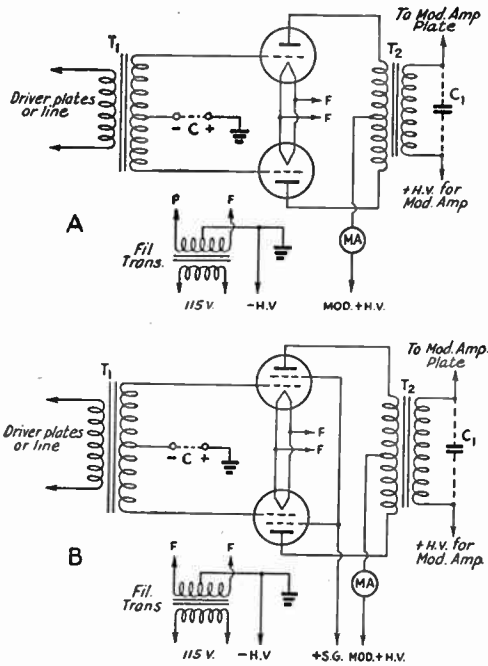 To Mod. Amp
Plate
T1
T2
C1
Driver plates
or line
- C +
F
F
+ H.V. for
Mod. Amp
A
P
F
MA
Fil
Trans.
115 V.
-H.V
MOD. + H.V.
To Mod. Amp.
Plate
T1
T2
C1
Driver plates
or line
- C +
F
F
+ H.V. for
Mod. Amp.
B
F
F
MA
Fil.
Trans
115 V.
-H.V
+S.G.
MOD. + H.V.